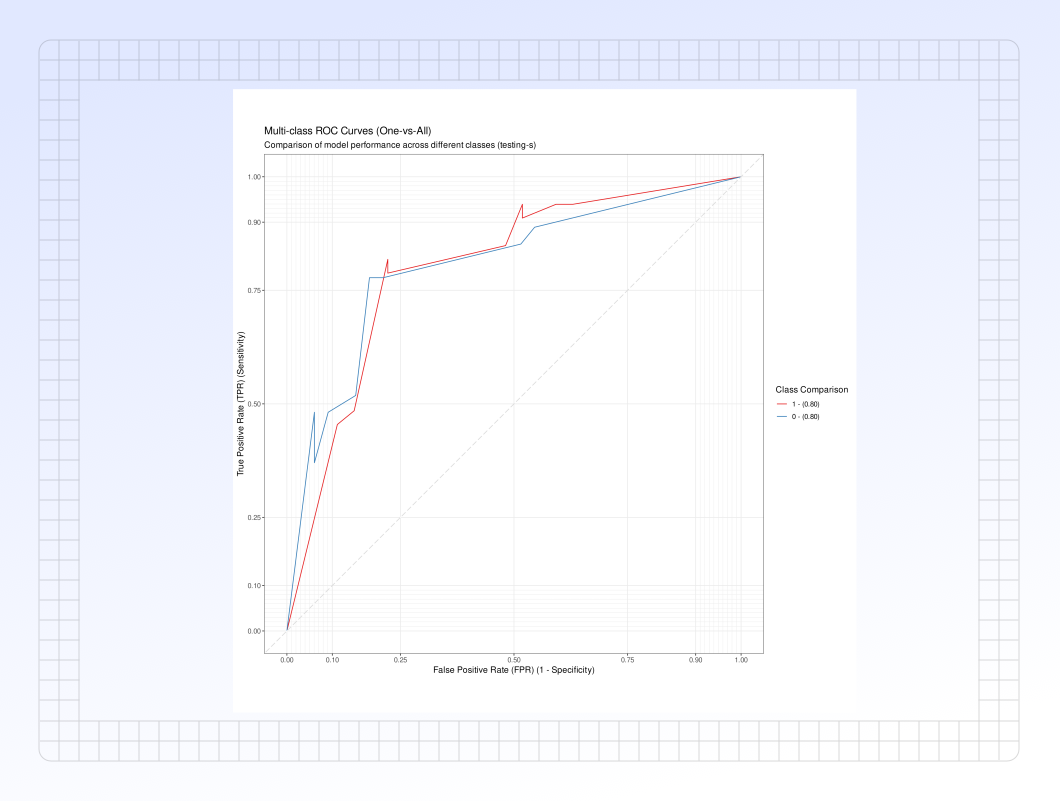 Multi-class ROC Curves (One-vs-All)
Comparison of model performance across different classes (testing-s)
True Positive Rate (TPR) (Sensitivity)
1.00
0.90
0.75
0.50
0.25
0.10
0.00
0.00 0.10 0.25 0.50 0.75 0.90 1.00
False Positive Rate (FPR) (1 - Specificity)
Class Comparison
1 - (0.80)
0 - (0.80)